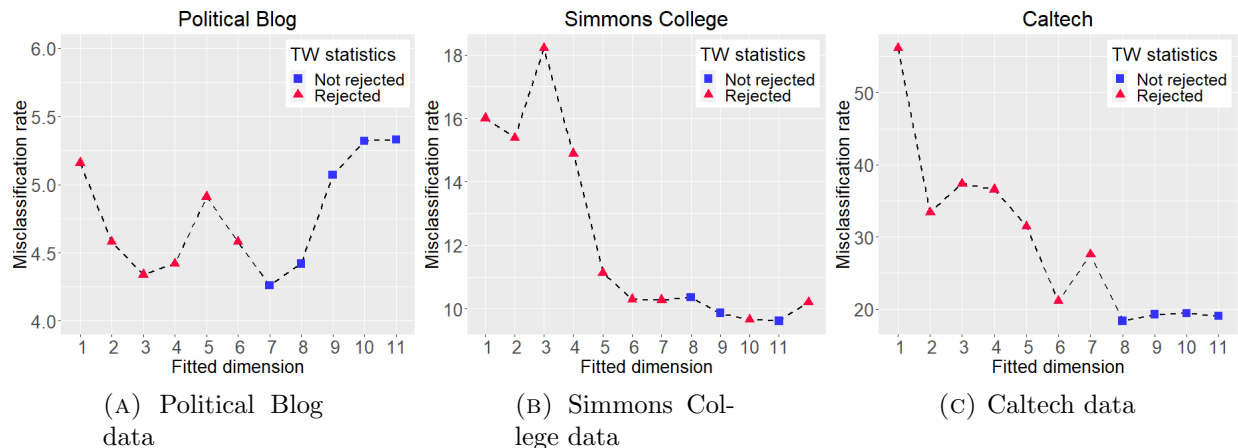 Political Blog
6.0
5.5
5.0
4.5
4.0
Misclassification rate
TW statistics
Not rejected
Rejected
1 2 3 4 5 6 7 8 9 10 11
Fitted dimension
(A) Political Blog
data
Simmons College
18
16
14
12
10
Misclassification rate
TW statistics
Not rejected
Rejected
1 2 3 4 5 6 7 8 9 10 11
Fitted dimension
(B) Simmons Col-
lege data
Caltech
50
40
30
20
Misclassification rate
TW statistics
Not rejected
Rejected
1 2 3 4 5 6 7 8 9 10 11
Fitted dimension
(C) Caltech data